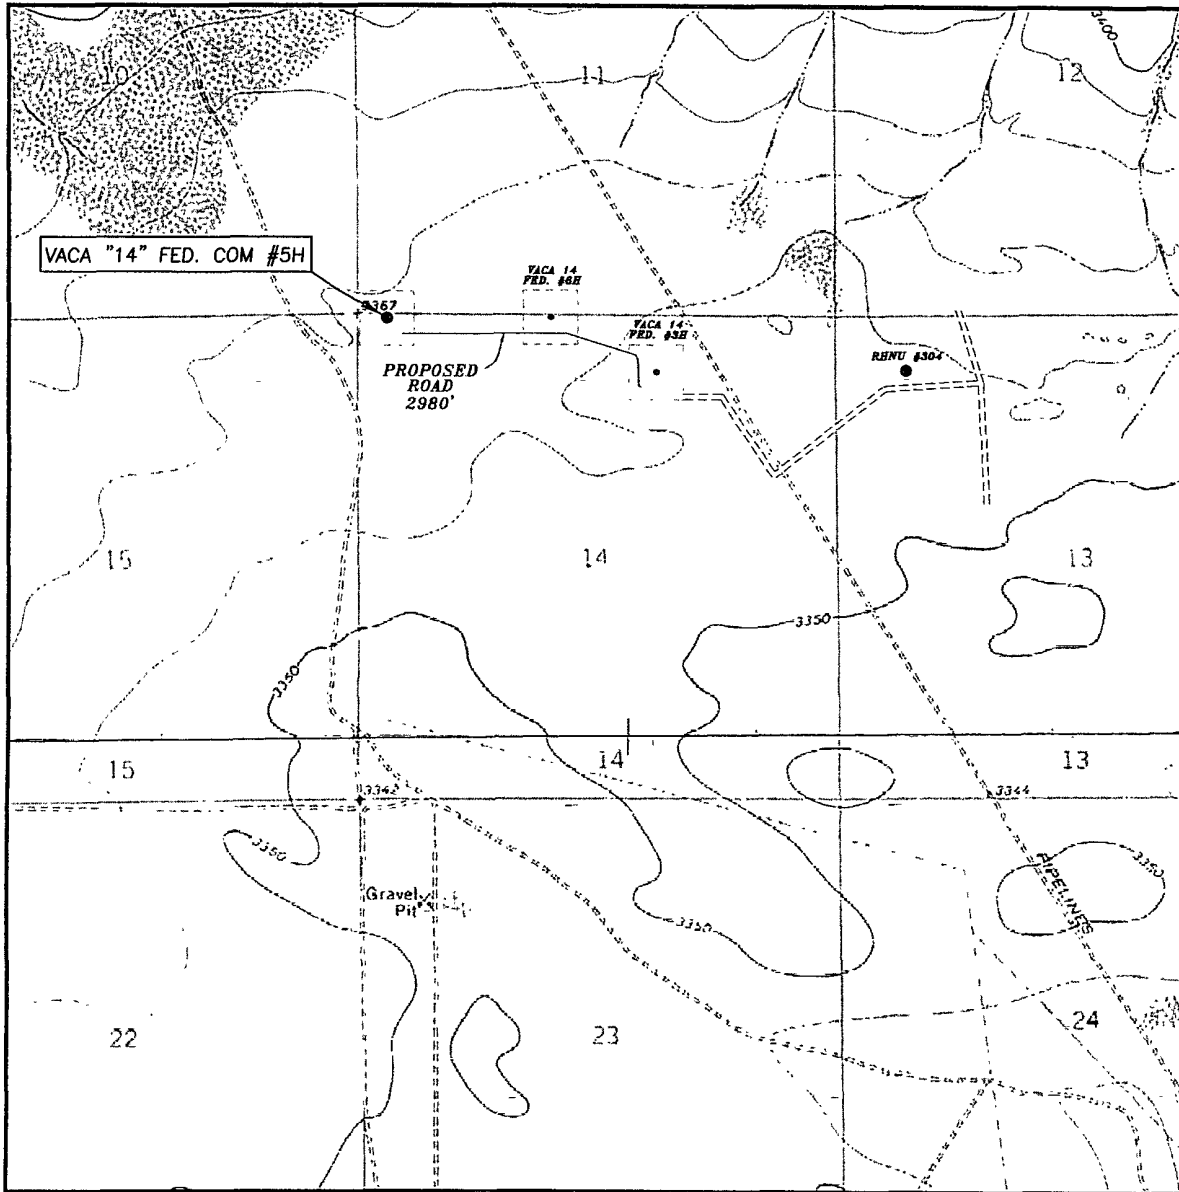 10
11
12
3400
VACA "14" FED. COM #5H
3367
VACA 14
FED. #6H
VACA 14
FED. #3H
RHNU #304
PROPOSED
ROAD
2980'
15
14
13
3350
3350
15
14
13
3342
3344
3350
3350
Gravel
Pit
PIPELINES
3350
22
23
24